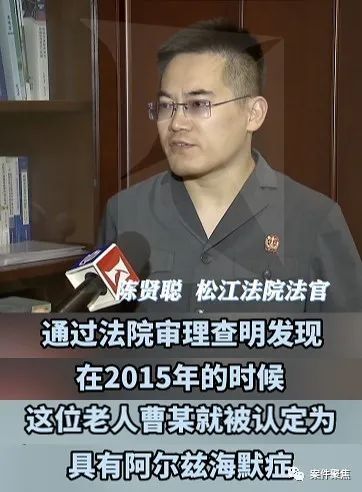 陈贤聪 松江法院法官
通过法院审理查明发现
在2015年的时候
这位老人曹某就被认定为
具有阿尔兹海默症
案件聚焦